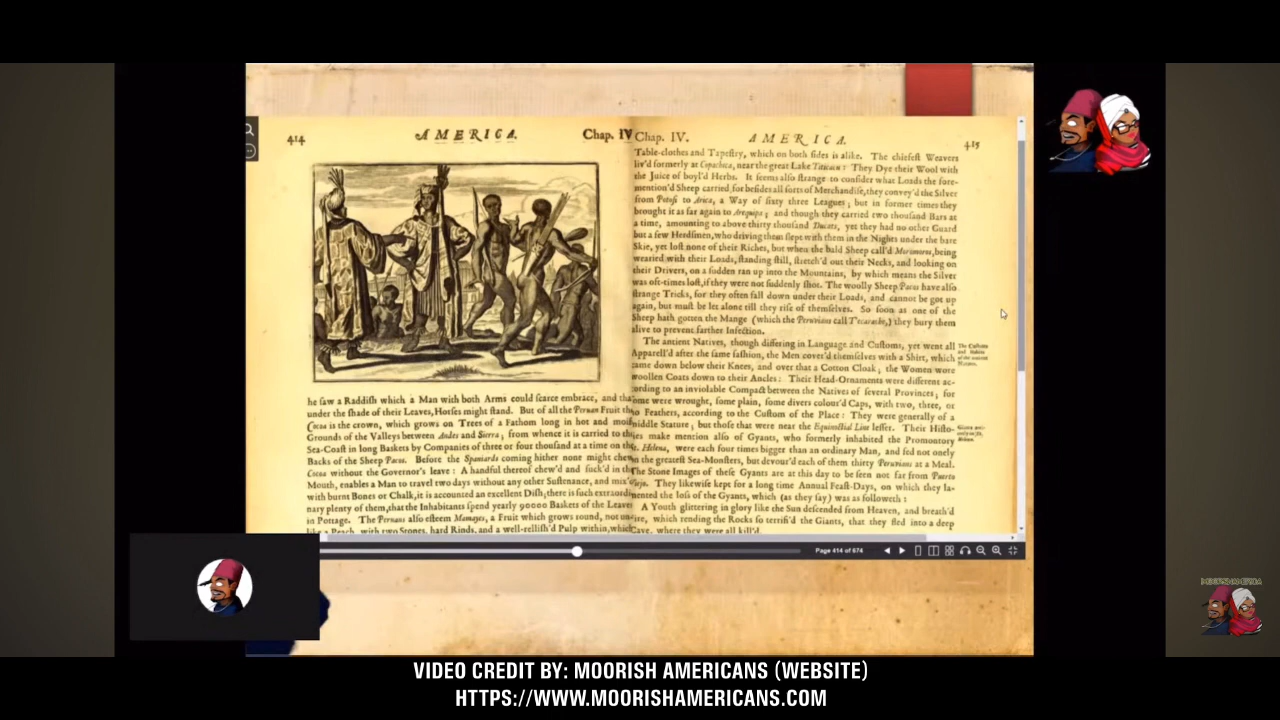 414
AMERICA.
Chap. IV
he saw a Raddiſh which a Man with both Arms could ſcarce embrace, and tha
under the ſhade of their Leaves, Horſes might ſtand. But of all the Peruan Fruit th
Cocoa is the crown, which grows on Trees of a Fathom long in hot and moiſ
Grounds of the Valleys between Andes and Sierra; from whence it is carried to th
Sea-Coaſt in long Baskets by Companies of three or four thouſand at a time on th
Backs of the Sheep Pacos. Before the Spaniards coming hither none might chew
Cocoa without the Governor's leave: A handful thereof chew'd and ſuck'd in th
Mouth, enables a Man to travel two days without any other Suſtenance, and mix'
with burnt Bones or Chalk, it is accounted an excellent Diſh; there is ſuch extraordi
nary plenty of them, that the Inhabitants ſpend yearly 90000 Baskets of the Leaves
in Pottage. The Peruans alſo eſteem Mamayes, a Fruit which grows round, not un
like a Peach, with two Stones, hard Rinds, and a well-relliſh'd Pulp within, which
Chap. IV.
AMERICA.
415
Table-clothes and Tapeſtry, which on both ſides is alike. The chiefeſt Weavers
liv'd formerly at Copachica, near the great Lake Titicaca: They Dye their Wool with
the Juice of boyl'd Herbs. It ſeems alſo ſtrange to conſider what Loads the fore-
mention'd Sheep carried, for beſides all ſorts of Merchandiſe, they convey'd the Silver
from Potoſi to Arica, a Way of ſixty three Leagues; but in former times they
brought it as far again to Arequipa; and though they carried two thouſand Bars at
a time, amounting to above thirty thouſand Ducats, yet they had no other Guard
but a few Herdſmen, who driving them ſlept with them in the Nights under the bare
Skie, yet loſt none of their Riches, but when the bald Sheep call'd Moromoros, being
wearied with their Loads, ſtanding ſtill, ſtretch'd out their Necks, and looking on
their Drivers, on a ſudden ran up into the Mountains, by which means the Silver
was oft-times loſt, if they were not ſuddenly ſhot. The woolly Sheep Pacos have alſo
ſtrange Tricks, for they often fall down under their Loads, and cannot be got up
again, but muſt be let alone till they riſe of themſelves. So ſoon as one of the
Sheep hath gotten the Mange (which the Peruvians call) they bury them
alive to prevent farther Infection.
The ancient Natives, though differing in Language and Cuſtoms, yet went all
Apparell'd after the ſame faſhion, the Men cover'd themſelves with a Shirt, which
came down below their Knees, and over that a Cotton Cloak; the Women wore
woollen Coats down to their Ancles: Their Head-Ornaments were different ac-
cording to an inviolable Compact between the Natives of ſeveral Provinces; for
ome were wrought, ſome plain, ſome divers colour'd Caps, with two, three, or
o Feathers, according to the Cuſtom of the Place: They were generally of a
middle Stature; but thoſe that were near the Equinoctial Line leſſer. Their Hiſto-
ies make mention alſo of Gyants, who formerly inhabited the Promontory
. Helena, were each four times bigger than an ordinary Man, and fed not onely
on the greateſt Sea-Monſters, but devour'd each of them thirty Peruvians at a Meal.
The Stone Images of theſe Gyants are at this day to be ſeen not far from Puerto
Viejo. They likewiſe kept for a long time Annual Feaſt-Days, on which they la-
mented the loſs of the Gyants, which (as they ſay) was as followeth:
A Youth glittering in glory like the Sun deſcended from Heaven, and breath'd
ire, which rending the Rocks ſo terrifi'd the Giants, that they fled into a deep
Cave, where they were all kill'd.
The Cuſtoms
and Habits
of the ancient
Natives.
Page 414 of 674
VIDEO CREDIT BY: MOORISH AMERICANS (WEBSITE)
HTTPS://WWW.MOORISHAMERICANS.COM